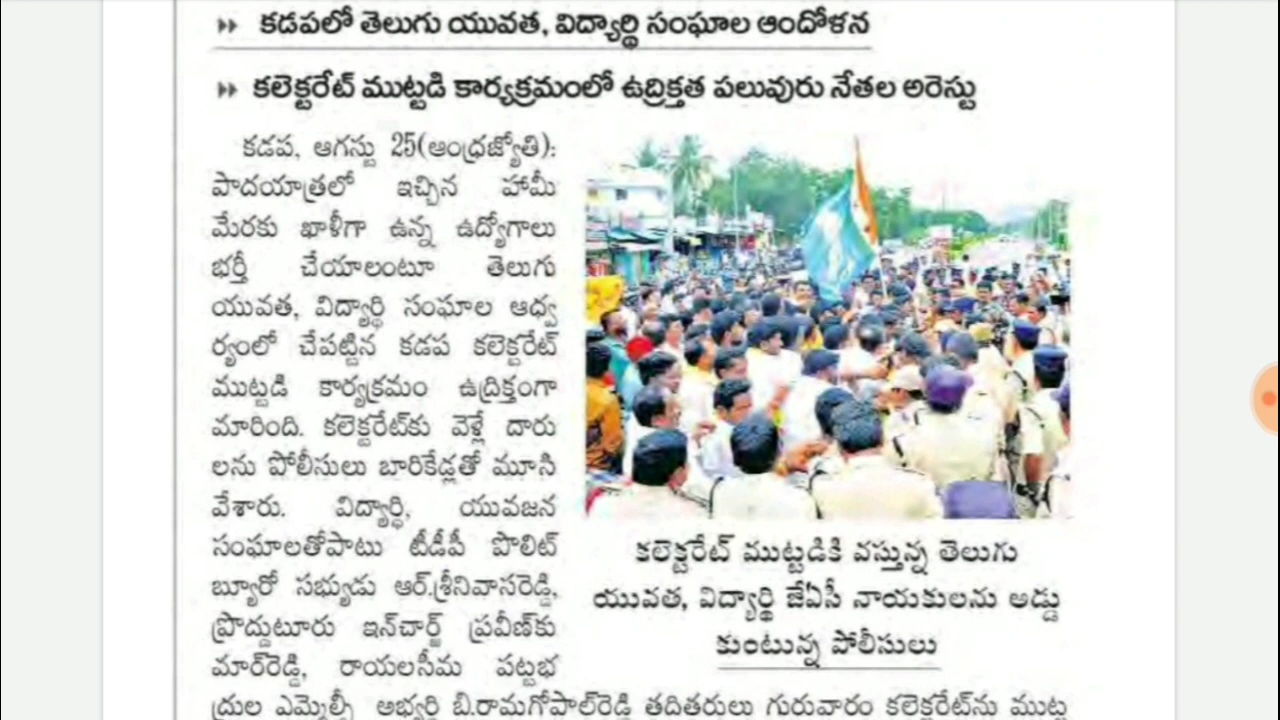 కడపలో తెలుగు యువత, విద్యార్థి సంఘాల ఆందోళన
కలెక్టరేట్ ముట్టడి కార్యక్రమంలో ఉద్రిక్తత పలువురు నేతల అరెస్టు
కడప, ఆగస్టు 25(ఆంధ్రజ్యోతి):
పాదయాత్రలో ఇచ్చిన హామీ
మేరకు ఖాళీగా ఉన్న ఉద్యోగాలు
భర్తీ చేయాలంటూ తెలుగు
యువత, విద్యార్థి సంఘాల ఆధ్వ
ర్యంలో చేపట్టిన కడప కలెక్టరేట్
ముట్టడి కార్యక్రమం ఉద్రిక్తంగా
మారింది. కలెక్టరేట్‌కు వెళ్లే దారు
లను పోలీసులు బారికేడ్లతో మూసి
వేశారు. విద్యార్థి, యువజన
సంఘాలతోపాటు టీడీపీ పొలిట్
బ్యూరో సభ్యుడు ఆర్.శ్రీనివాసరెడ్డి,
ప్రొద్దుటూరు ఇన్‌చార్జ్ ప్రవీణ్‌కు
మార్‌రెడ్డి, రాయలసీమ పట్టభ
ద్రుల ఎమ్మెల్సీ అభ్యర్థి బి.రామగోపాల్‌రెడ్డి తదితరులు గురువారం కలెక్టరేట్‌ను ముట్ట
కలెక్టరేట్ ముట్టడికి వస్తున్న తెలుగు
యువత, విద్యార్థి జేఏసీ నాయకులను అడ్డు
కుంటున్న పోలీసులు